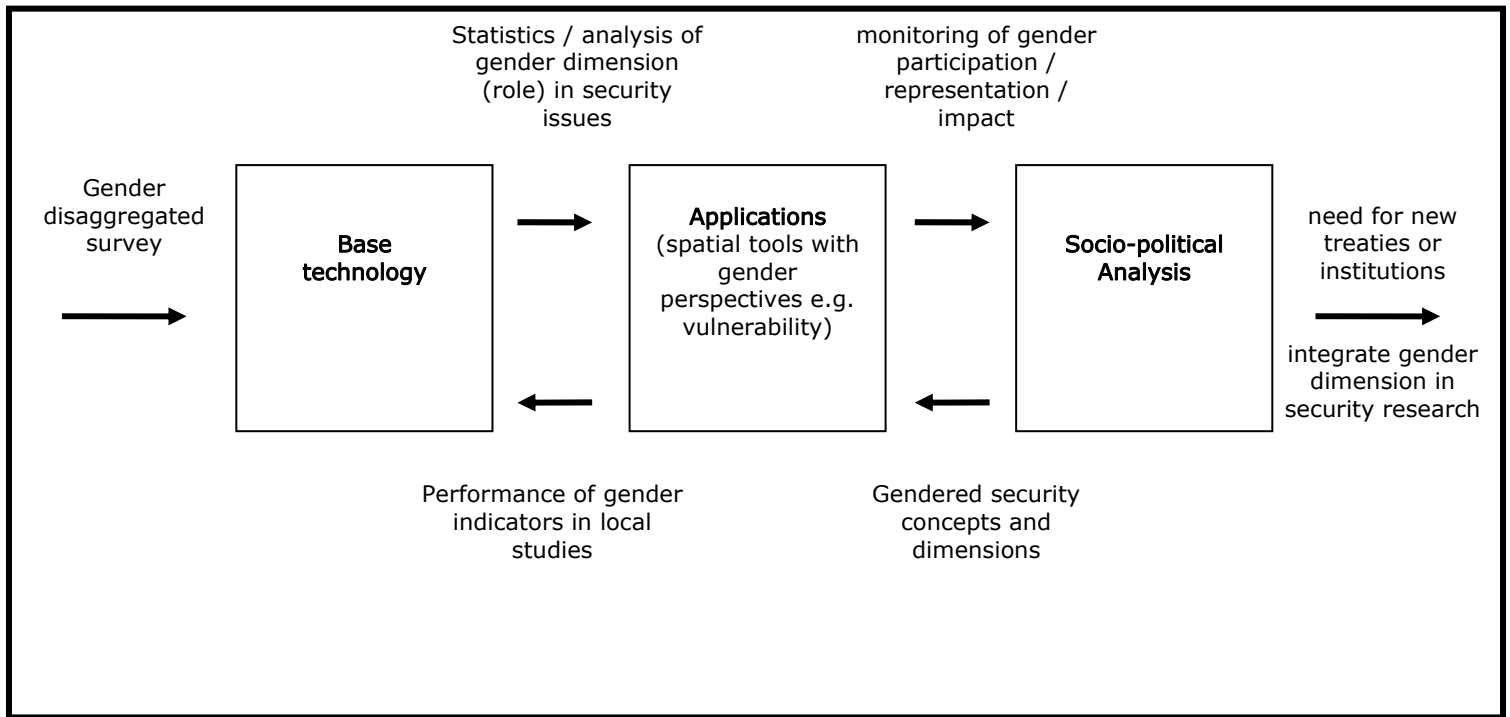 Statistics / analysis of
gender dimension
(role) in security
issues
monitoring of gender
participation /
representation /
impact
Gender
disaggregated
survey
Base
technology
Applications
(spatial tools with
gender
perspectives e.g.
vulnerability)
Socio-political
Analysis
need for new
treaties or
institutions
integrate gender
dimension in
security research
Performance of gender
indicators in local
studies
Gendered security
concepts and
dimensions